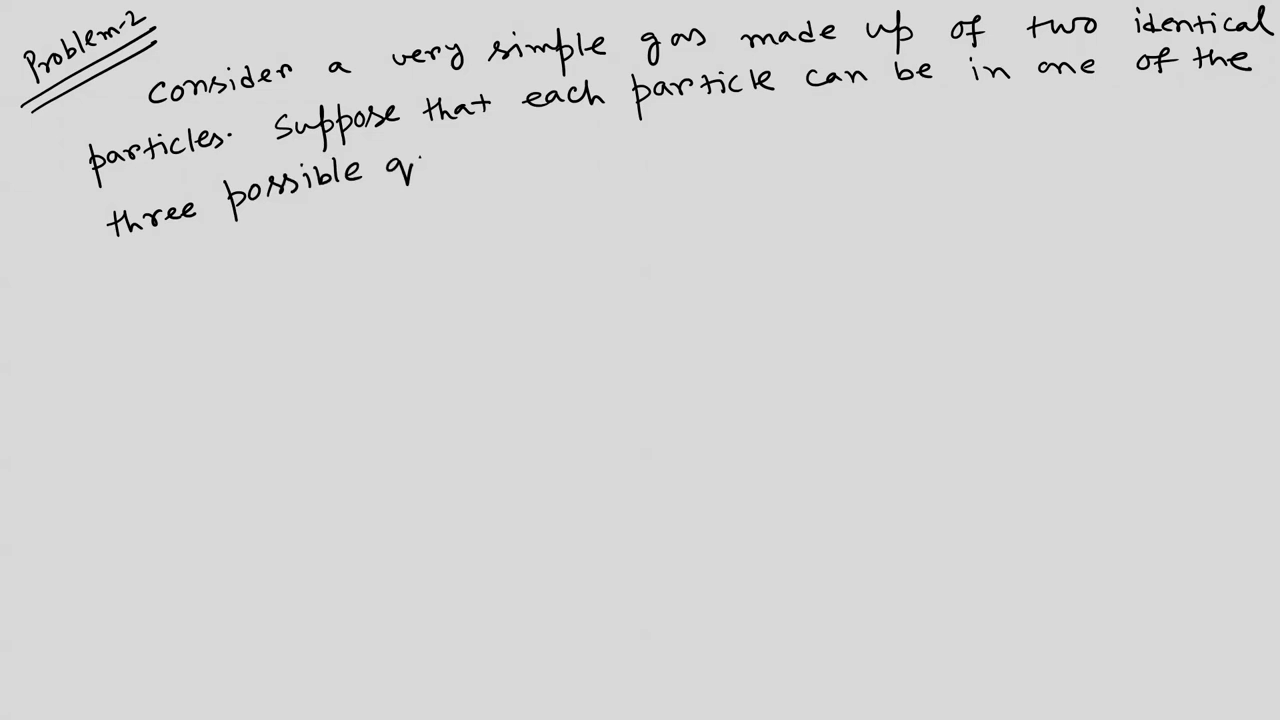 Problem-2
Consider a very simple gas made up of two identical
particles. Suppose that each particle can be in one of the
three possible q